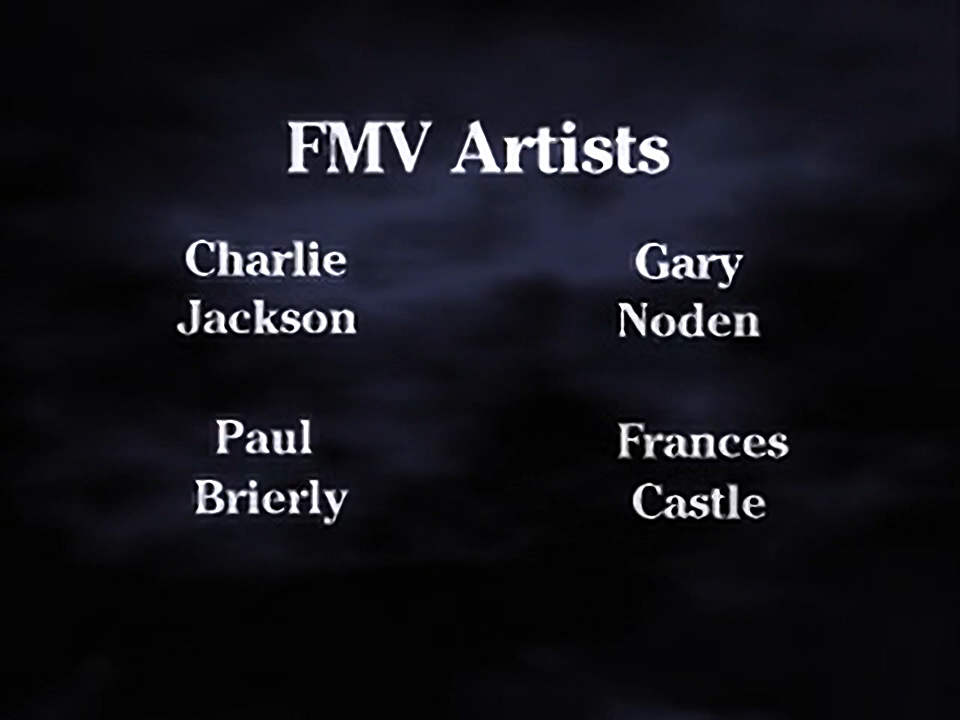 FMV Artists
Charlie
Jackson
Gary
Noden
Paul
Brierly
Frances
Castle